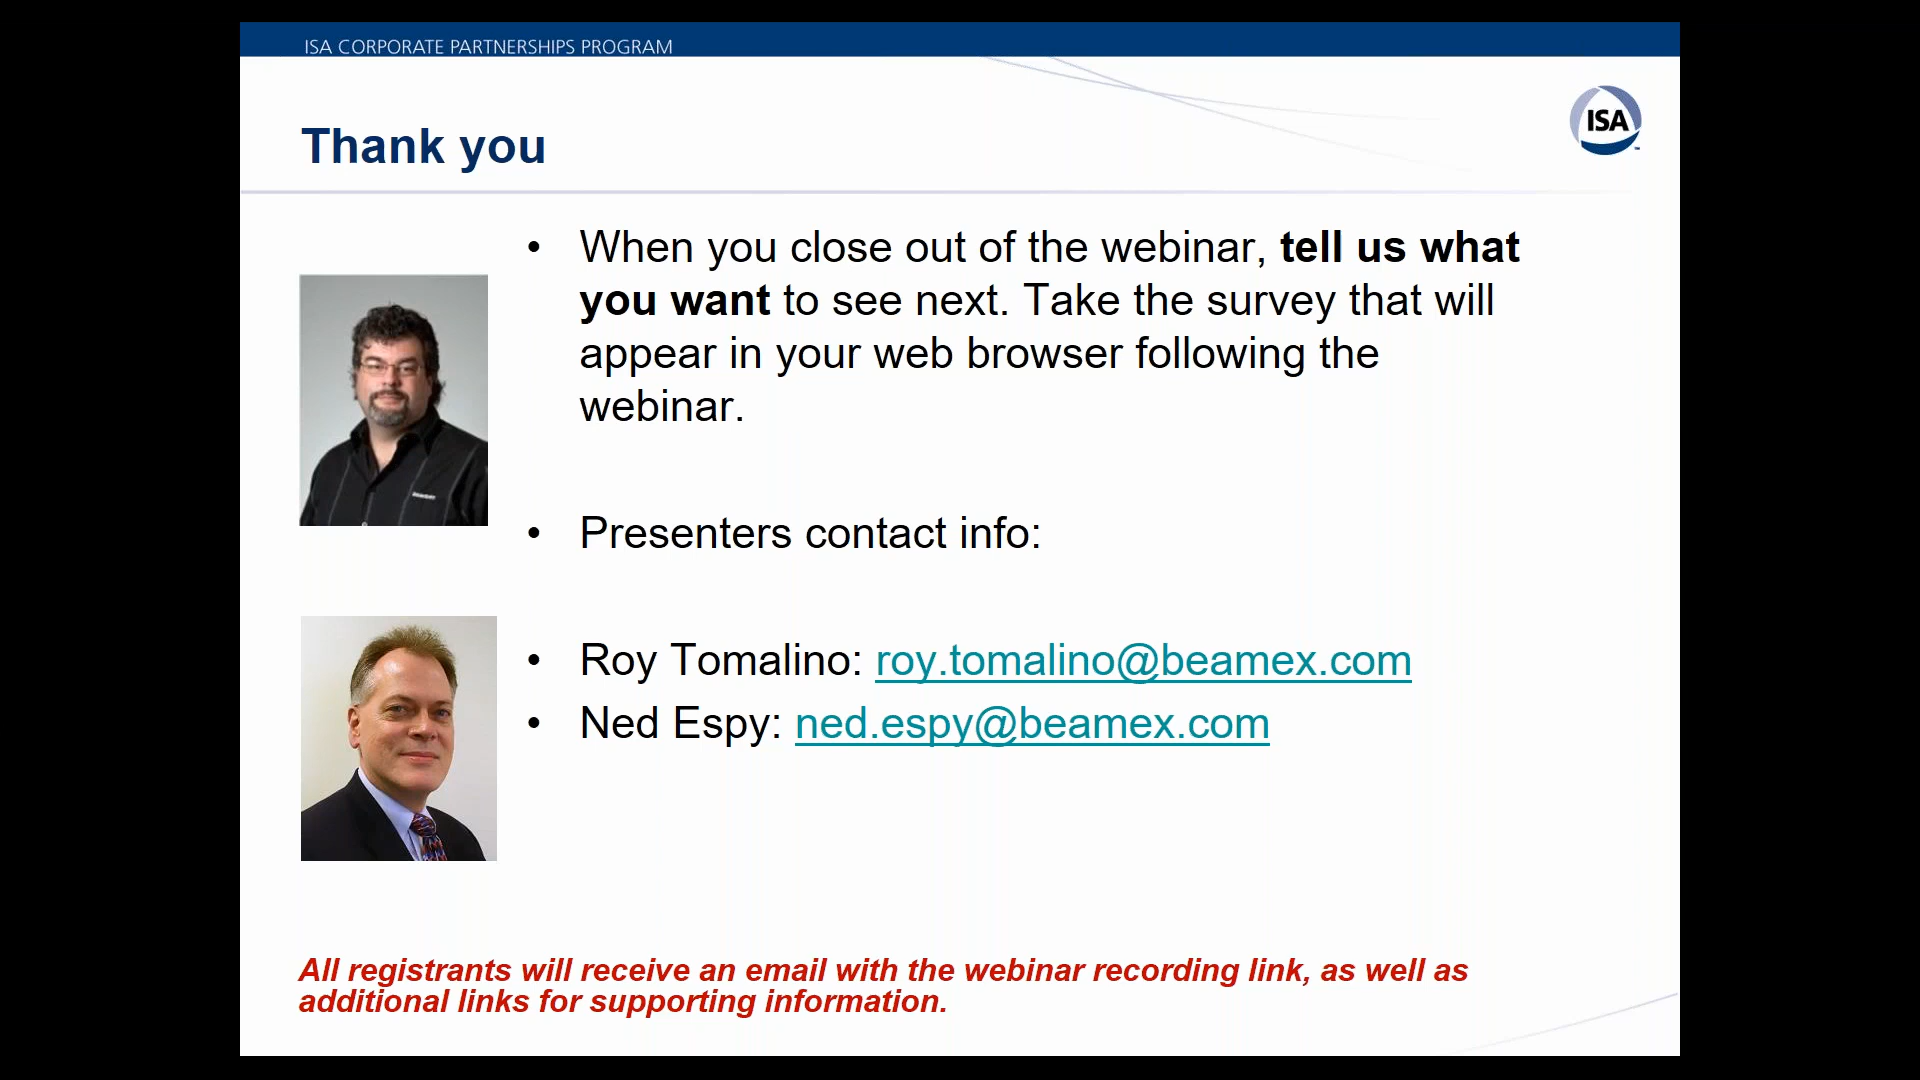 ISA CORPORATE PARTNERSHIPS PROGRAM
ISA
Thank you
• When you close out of the webinar, tell us what
you want to see next. Take the survey that will
appear in your web browser following the
webinar.
• Presenters contact info:
• Roy Tomalino: roy.tomalino@beamex.com
• Ned Espy: ned.espy@beamex.com
All registrants will receive an email with the webinar recording link, as well as
additional links for supporting information.